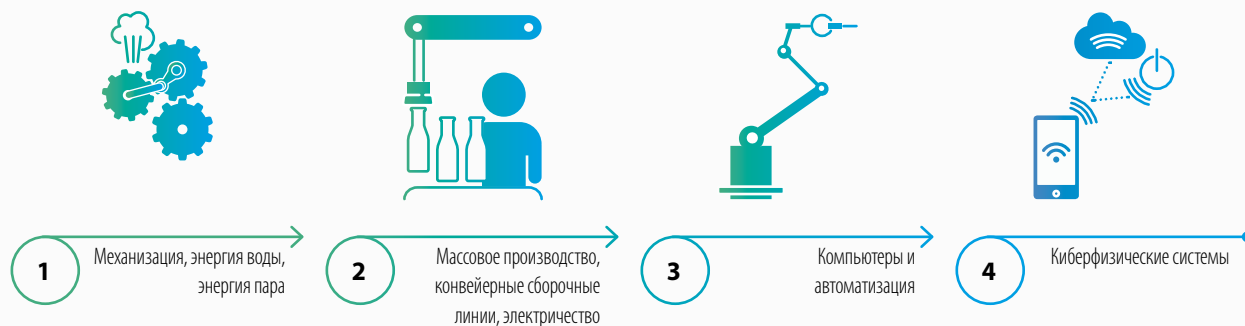 1
Механизация, энергия воды,
энергия пара
2
Массовое производство,
конвейерные сборочные
линии, электричество
3
Компьютеры и
автоматизация
4
Киберфизические системы